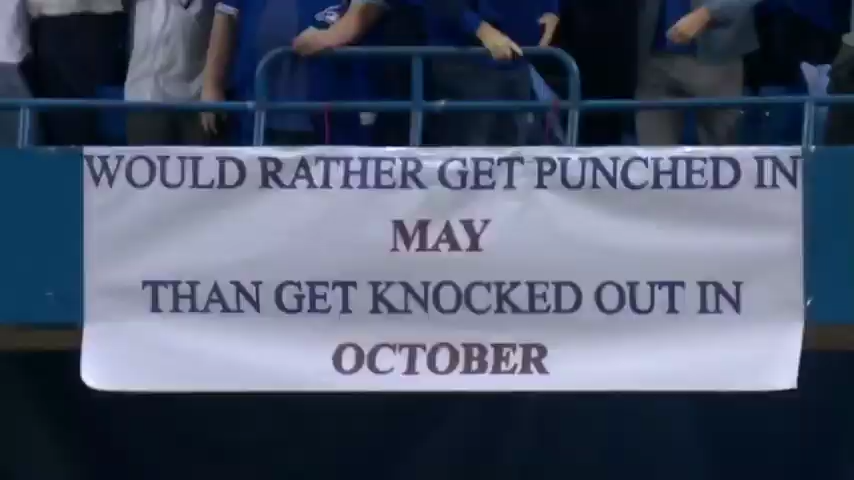 WOULD RATHER GET PUNCHED IN
MAY
THAN GET KNOCKED OUT IN
OCTOBER